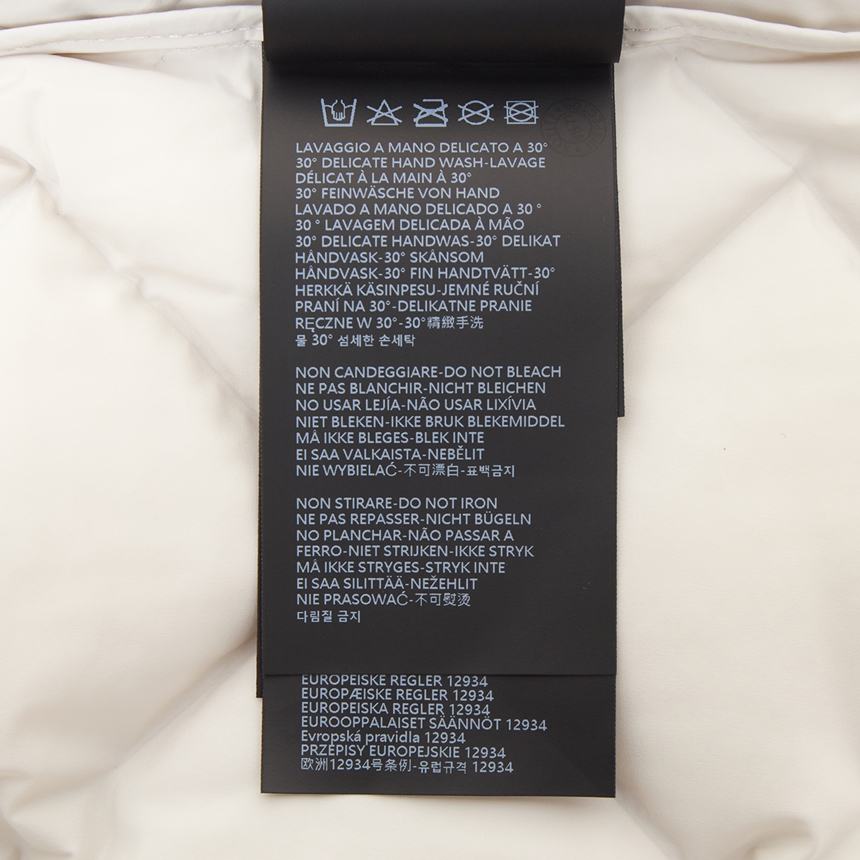 LAVAGGIO A MANO DELICATO A 30°
30° DELICATE HAND WASH-LAVAGE
DÉLICAT À LA MAIN À 30°
30° FEINWÄSCHE VON HAND
LAVADO A MANO DELICADO A 30 °
30 ° LAVAGEM DELICADA À MÃO
30° DELICATE HANDWAS-30° DELIKAT
HÅNDVASK-30° SKÅNSOM
HÅNDVASK-30° FIN HANDTVÄTT-30°
HERKKÄ KÄSINPESU-JEMNÉ RUČNÍ
PRANÍ NA 30°-DELIKATNE PRANIE
RĘCZNE W 30°-30°精緻手洗
물 30° 섬세한 손세탁
NON CANDEGGIARE-DO NOT BLEACH
NE PAS BLANCHIR-NICHT BLEICHEN
NO USAR LEJÍA-NÃO USAR LIXÍVIA
NIET BLEKEN-IKKE BRUK BLEKEMIDDEL
MÅ IKKE BLEGES-BLEK INTE
EI SAA VALKAISTA-NEBĚLIT
NIE WYBIELAĆ-不可漂白-표백금지
NON STIRARE-DO NOT IRON
NE PAS REPASSER-NICHT BÜGELN
NO PLANCHAR-NÃO PASSAR A
FERRO-NIET STRIJKEN-IKKE STRYK
MÅ IKKE STRYGES-STRYK INTE
EI SAA SILITTÄÄ-NEŽEHLIT
NIE PRASOWAĆ-不可熨烫
다림질 금지
EUROPEISKE REGLER 12934
EUROPÆISKE REGLER 12934
EUROPEISKA REGLER 12934
EUROOPPALAISET SÄÄNNÖT 12934
Evropská pravidla 12934
PRZEPISY EUROPEJSKIE 12934
欧洲12934号条例-유럽규격 12934